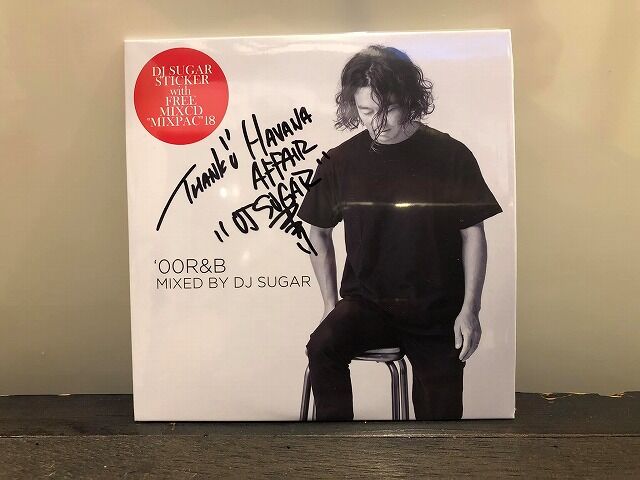 DJ SUGAR
STICKER
with
FREE
MIXCD
"MIXPAC"18
THANK "U" HAVANA
AFFAIR
"DJ SUGAR"
'00R&B
MIXED BY DJ SUGAR